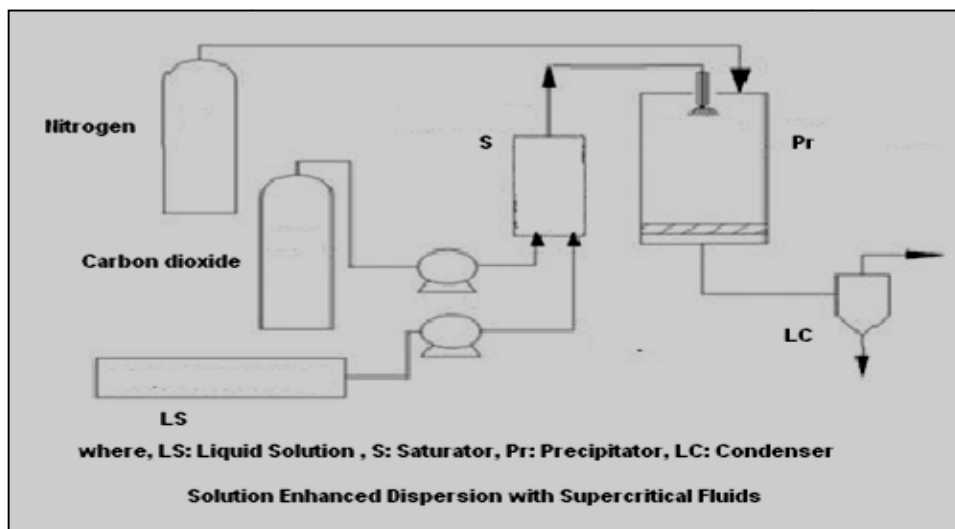 Nitrogen
S
Pr
Carbon dioxide
LC
LS
where, LS: Liquid Solution , S: Saturator, Pr: Precipitator, LC: Condenser
Solution Enhanced Dispersion with Supercritical Fluids